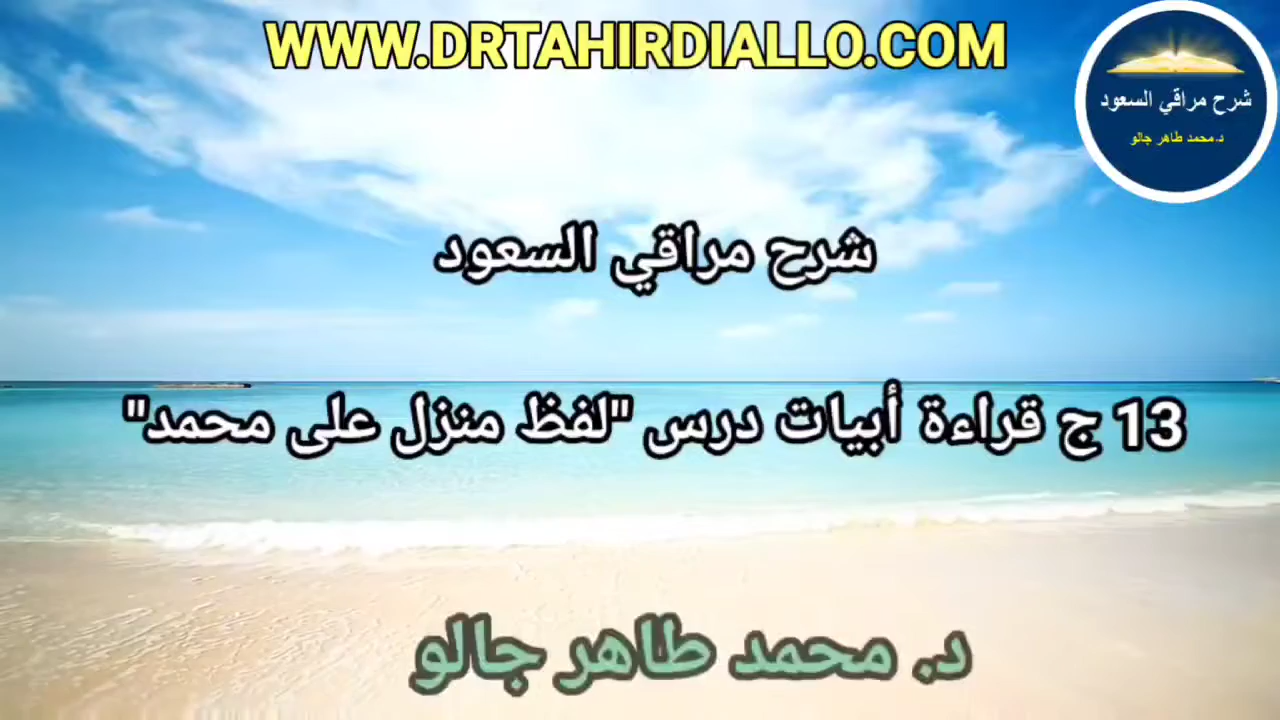 WWW.DRTAHIRDIALLO.COM
شرح مراقي السعود
د.محمد طاهر جالو
شرح مراقي السعود
13 ج قراءة أبيات درس "لفظ منزل على محمد"
د. محمد طاهر جالو